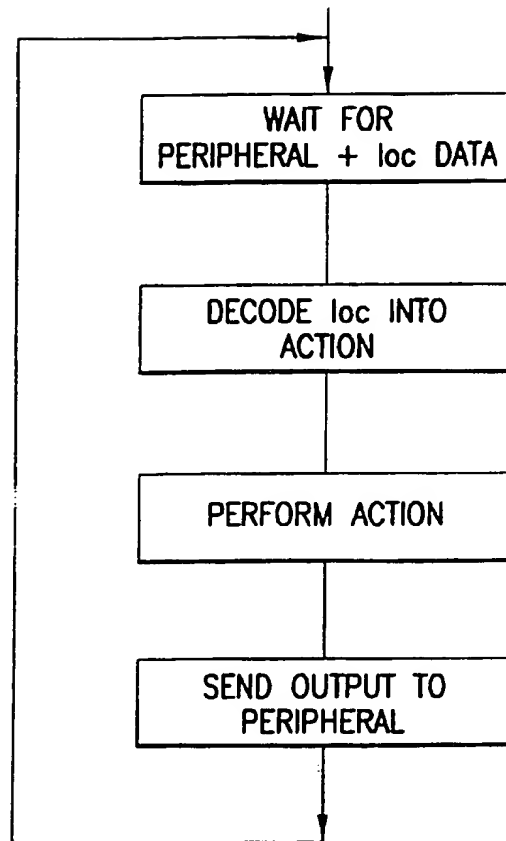 WAIT FOR
PERIPHERAL + loc DATA
DECODE loc INTO
ACTION
PERFORM ACTION
SEND OUTPUT TO
PERIPHERAL